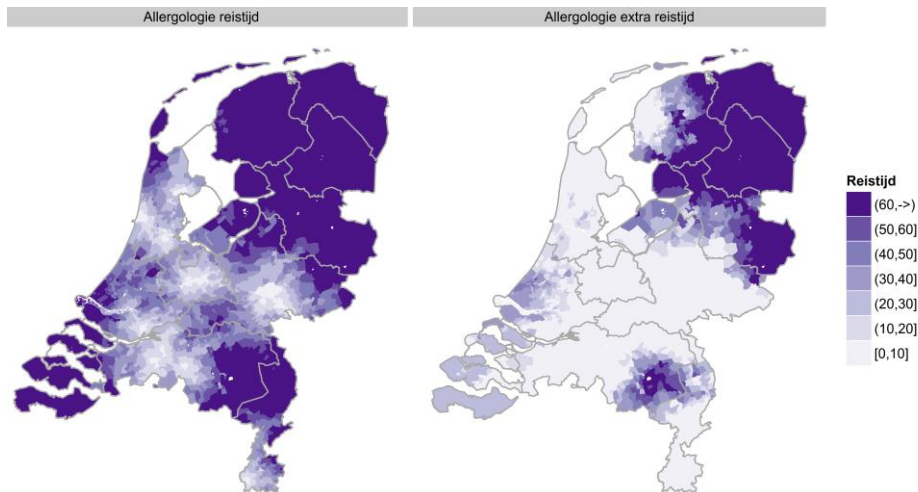 Allergologie reistijd
Allergologie extra reistijd
Reistijd
(60,->)
(50,60]
(40,50]
(30,40]
(20,30]
(10,20]
[0,10]